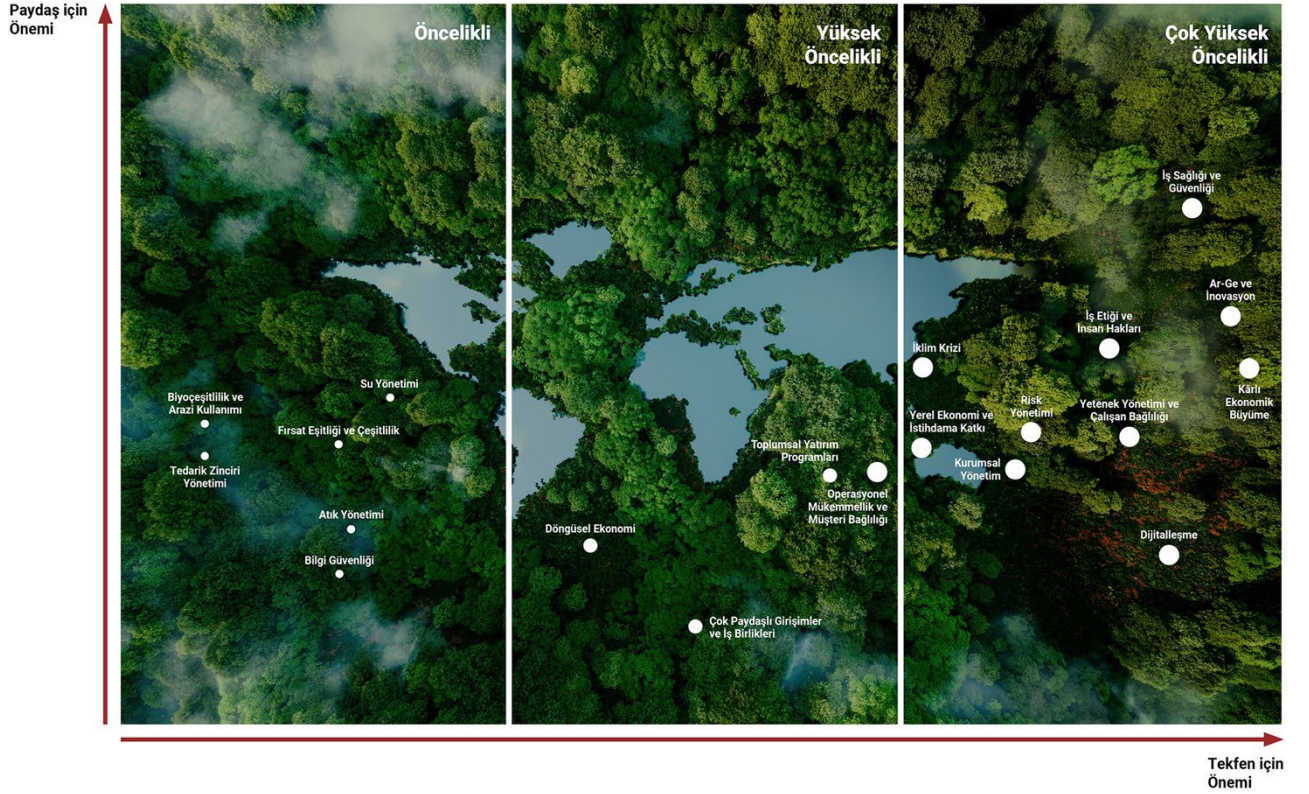 Paydaş için
Önemi
Öncelikli
Yüksek
Öncelikli
Çok Yüksek
Öncelikli
İş Sağlığı ve
Güvenliği
Ar-Ge ve
İnovasyon
İş Etiği ve
İnsan Hakları
İklim Krizi
Kârlı
Ekonomik
Büyüme
Su Yönetimi
Biyoçeşitlilik ve
Arazi Kullanımı
Fırsat Eşitliği ve Çeşitlilik
Tedarik Zinciri
Yönetimi
Atık Yönetimi
Bilgi Güvenliği
Döngüsel Ekonomi
Toplumsal Yatırım
Programları
Operasyonel
Mükemmellik ve
Müşteri Bağlılığı
Çok Paydaşlı Girişimler
ve İş Birlikleri
Yerel Ekonomi ve
İstihdama Katkı
Risk
Yönetimi
Yetenek Yönetimi ve
Çalışan Bağlılığı
Kurumsal
Yönetim
Dijitalleşme
Tekfen için
Önemi